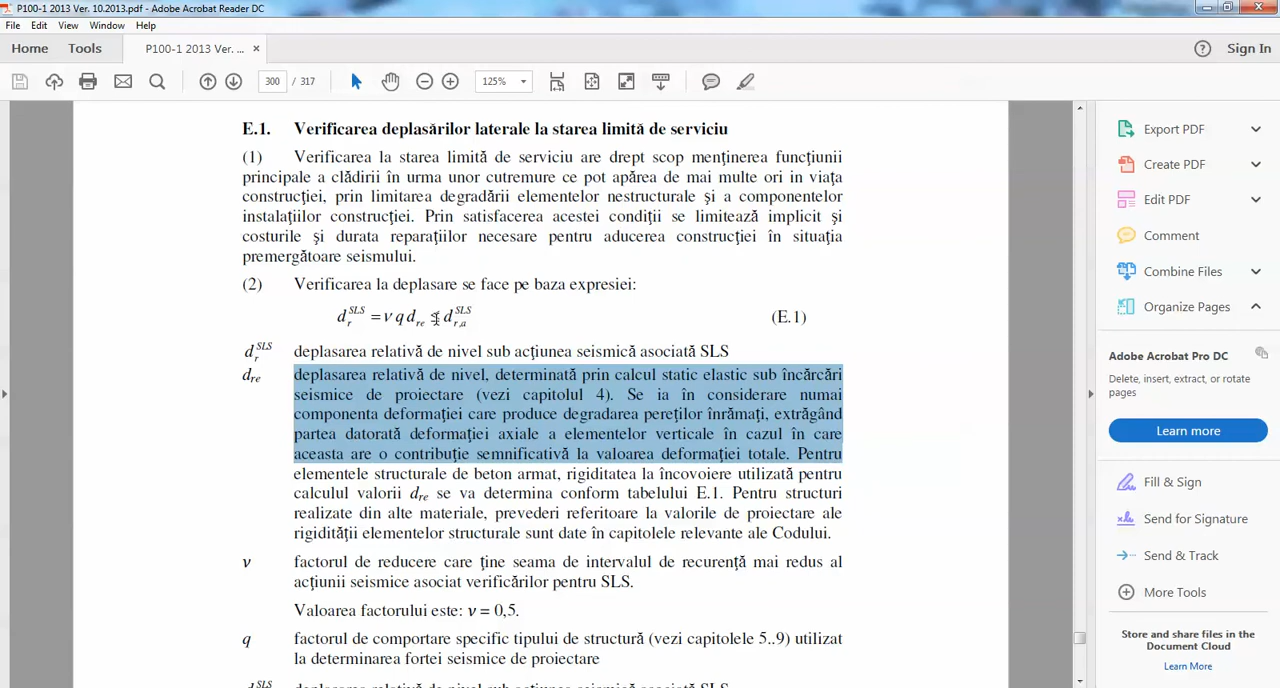 P100-1 2013 Ver. 10.2013.pdf - Adobe Acrobat Reader DC
File Edit View Window Help
Home Tools P100-1 2013 Ver. ... × Sign In
300 / 317 125%
E.1. Verificarea deplasărilor laterale la starea limită de serviciu
(1) Verificarea la starea limită de serviciu are drept scop menţinerea funcţiunii
principale a clădirii în urma unor cutremure ce pot apărea de mai multe ori in viaţa
construcţiei, prin limitarea degradării elementelor nestructurale şi a componentelor
instalaţiilor construcţiei. Prin satisfacerea acestei condiţii se limitează implicit şi
costurile şi durata reparaţiilor necesare pentru aducerea construcţiei în situaţia
premergătoare seismului.
(2) Verificarea la deplasare se face pe baza expresiei:
d_r^SLS = ν q d_re ≤ d_r,a^SLS (E.1)
d_r^SLS deplasarea relativă de nivel sub acţiunea seismică asociată SLS
d_re deplasarea relativă de nivel, determinată prin calcul static elastic sub încărcări
seismice de proiectare (vezi capitolul 4). Se ia în considerare numai
componenta deformaţiei care produce degradarea pereţilor înrămaţi, extrăgând
partea datorată deformaţiei axiale a elementelor verticale în cazul în care
aceasta are o contribuţie semnificativă la valoarea deformaţiei totale. Pentru
elementele structurale de beton armat, rigiditatea la încovoiere utilizată pentru
calculul valorii d_re se va determina conform tabelului E.1. Pentru structuri
realizate din alte materiale, prevederi referitoare la valorile de proiectare ale
rigidităţii elementelor structurale sunt date în capitolele relevante ale Codului.
ν factorul de reducere care ţine seama de intervalul de recurenţă mai redus al
acţiunii seismice asociat verificărilor pentru SLS.
Valoarea factorului este: ν = 0,5.
q factorul de comportare specific tipului de structură (vezi capitolele 5..9) utilizat
la determinarea fortei seismice de proiectare
Export PDF
Create PDF
Edit PDF
Comment
Combine Files
Organize Pages
Adobe Acrobat Pro DC
Delete, insert, extract, or rotate
pages
Learn more
Fill & Sign
Send for Signature
Send & Track
More Tools
Store and share files in the
Document Cloud
Learn More